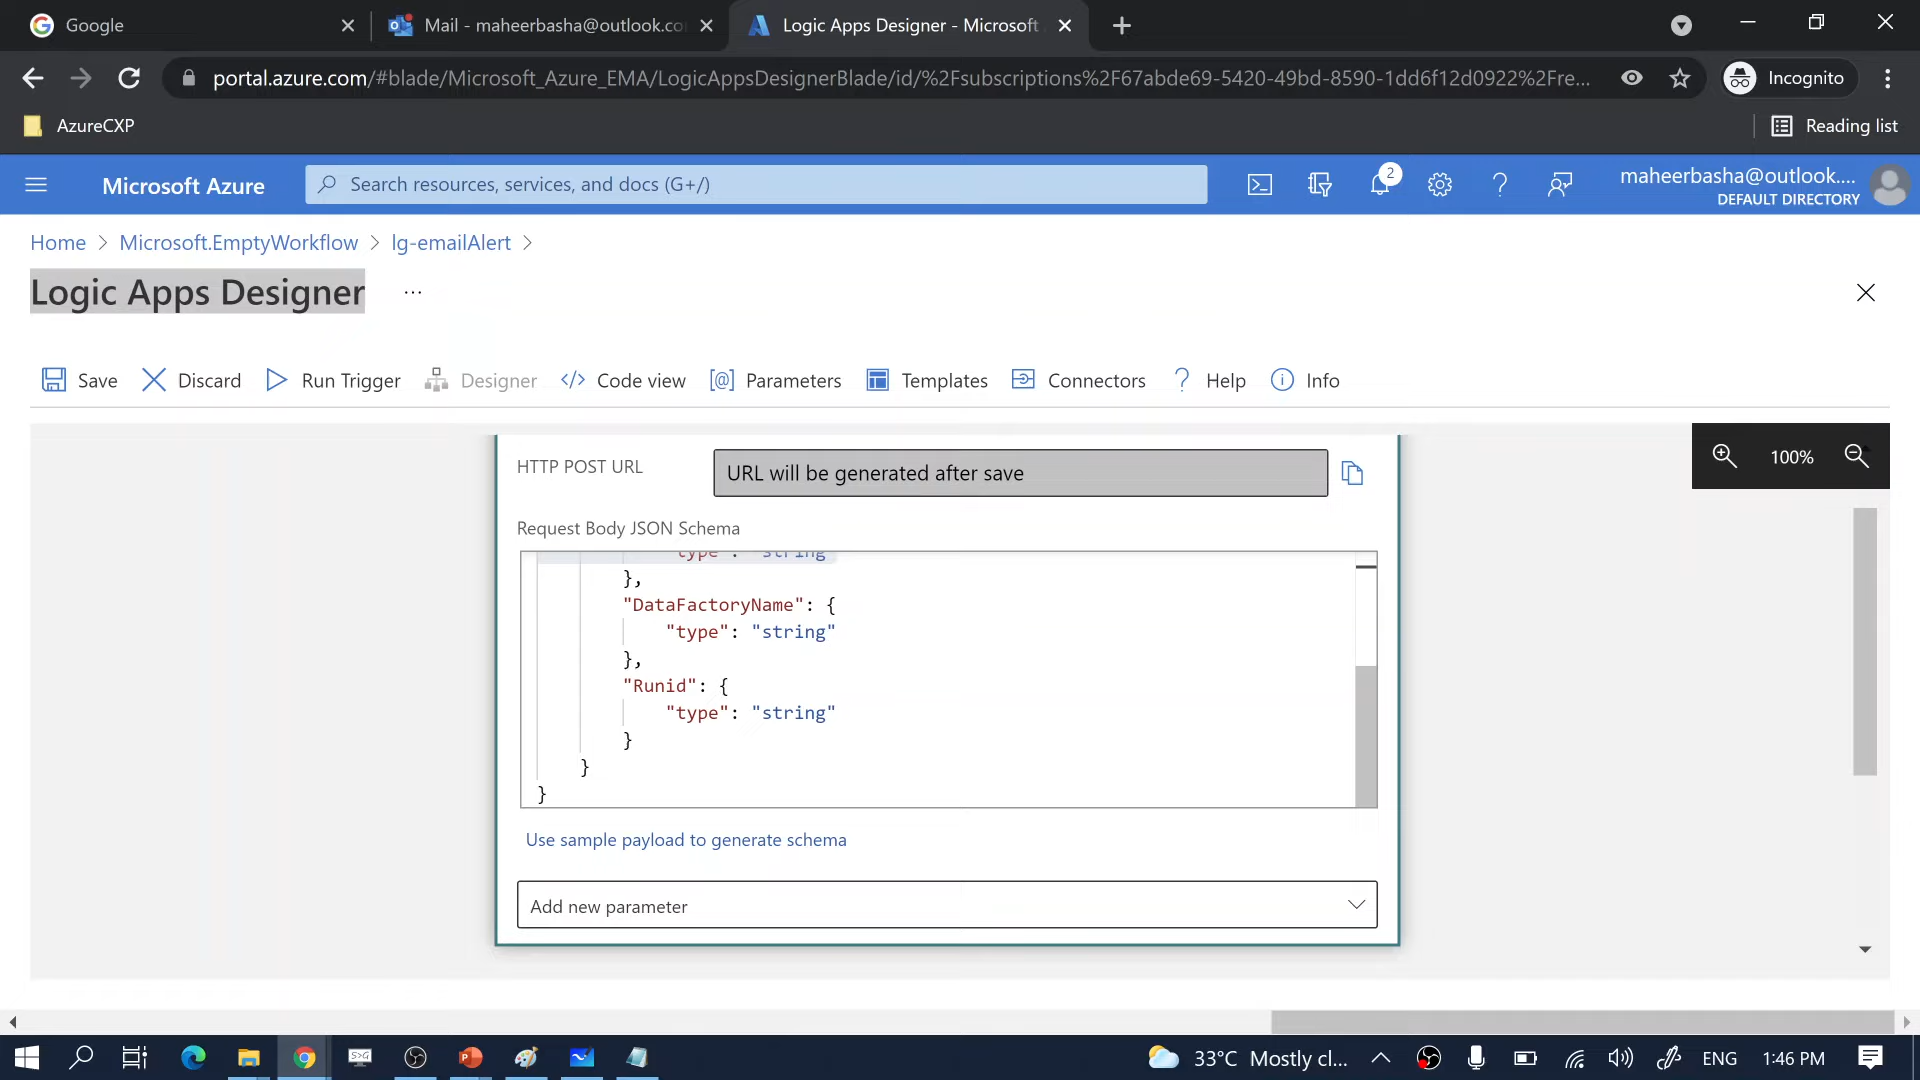 Google
Mail - maheerbasha@outlook.co
Logic Apps Designer - Microsoft
portal.azure.com/#blade/Microsoft_Azure_EMA/LogicAppsDesignerBlade/id/%2Fsubscriptions%2F67abde69-5420-49bd-8590-1dd6f12d0922%2Fre...
Incognito
AzureCXP
Reading list
Microsoft Azure
Search resources, services, and docs (G+/)
2
maheerbasha@outlook....
DEFAULT DIRECTORY
Home > Microsoft.EmptyWorkflow > lg-emailAlert >
Logic Apps Designer ...
Save
Discard
Run Trigger
Designer
Code view
Parameters
Templates
Connectors
Help
Info
100%
HTTP POST URL
URL will be generated after save
Request Body JSON Schema
"type": "string"
},
"DataFactoryName": {
"type": "string"
},
"Runid": {
"type": "string"
}
}
}
Use sample payload to generate schema
Add new parameter
33°C Mostly cl...
ENG
1:46 PM